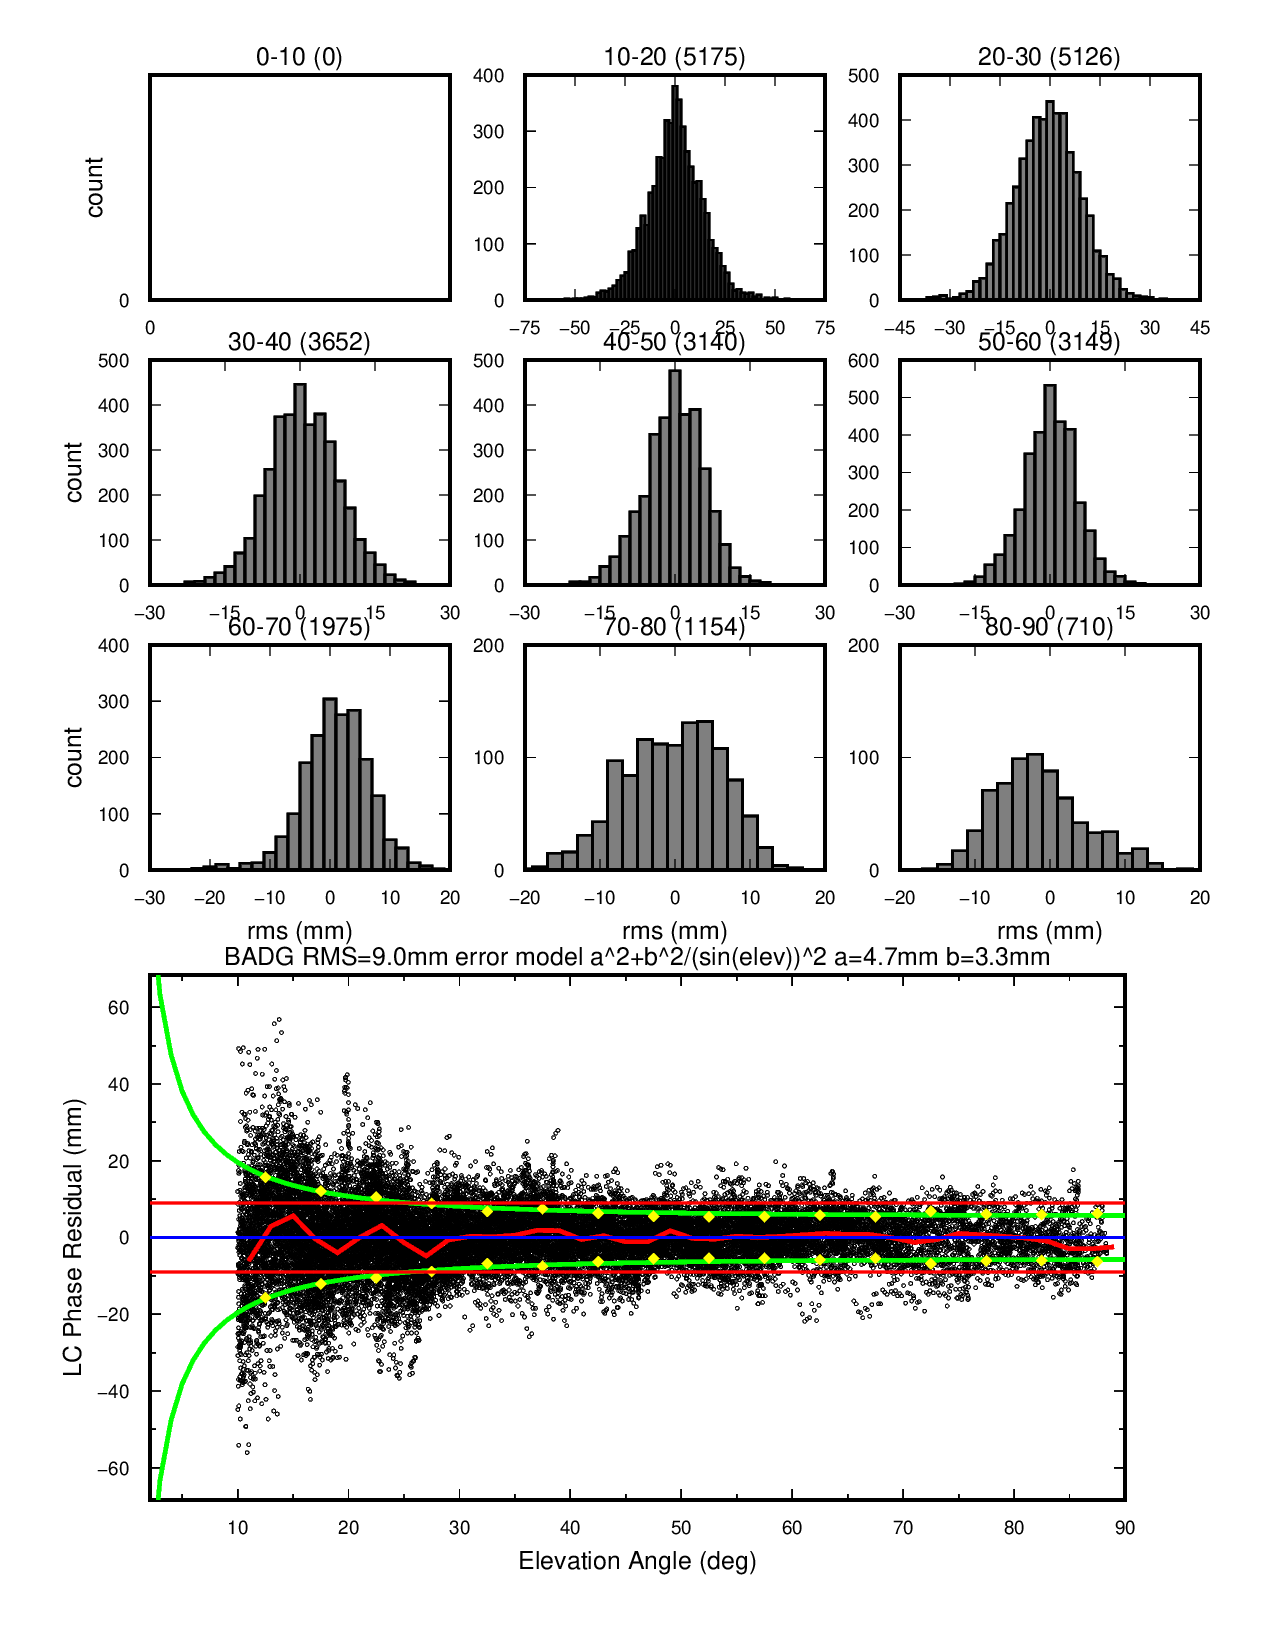 0-10 (0) 10-20 (5175) 20-30 (5126)
count
0
0
400
300
200
100
0
−75 −50 −25 0 25 50 75
500
400
300
200
100
0
−45 −30 −15 0 15 30 45
30-40 (3652) 40-50 (3140) 50-60 (3149)
count
500
400
300
200
100
0
−30 −15 0 15 30
500
400
300
200
100
0
−30 −15 0 15 30
600
500
400
300
200
100
0
−30 −15 0 15 30
60-70 (1975) 70-80 (1154) 80-90 (710)
count
400
300
200
100
0
−30 −20 −10 0 10 20
rms (mm)
200
100
0
−20 −10 0 10 20
rms (mm)
200
100
0
−20 −10 0 10 20
rms (mm)
BADG RMS=9.0mm error model a^2+b^2/(sin(elev))^2 a=4.7mm b=3.3mm
LC Phase Residual (mm)
60
40
20
0
−20
−40
−60
10 20 30 40 50 60 70 80 90
Elevation Angle (deg)